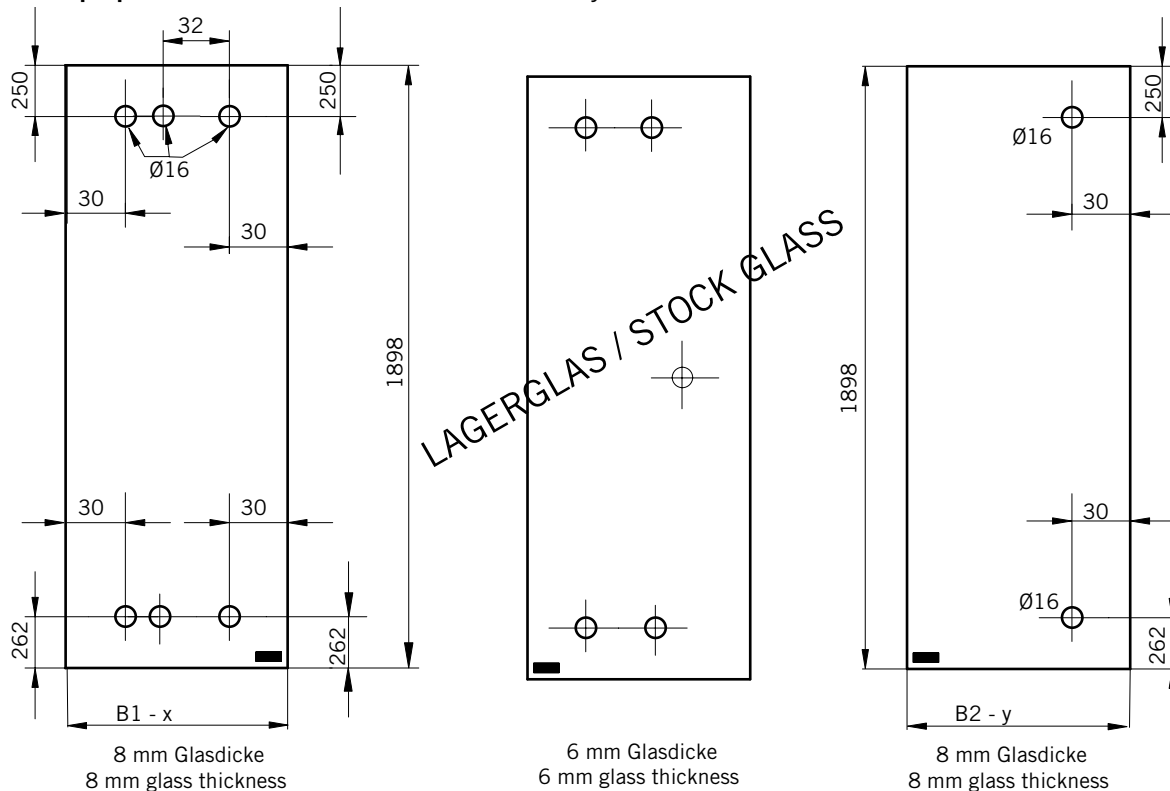 32
250
250
Ø16
30
30
1898
30
30
262
262
B1 - x
8 mm Glasdicke
8 mm glass thickness
LAGERGLAS / STOCK GLASS
6 mm Glasdicke
6 mm glass thickness
250
Ø16
30
1898
30
Ø16
262
B2 - y
8 mm Glasdicke
8 mm glass thickness